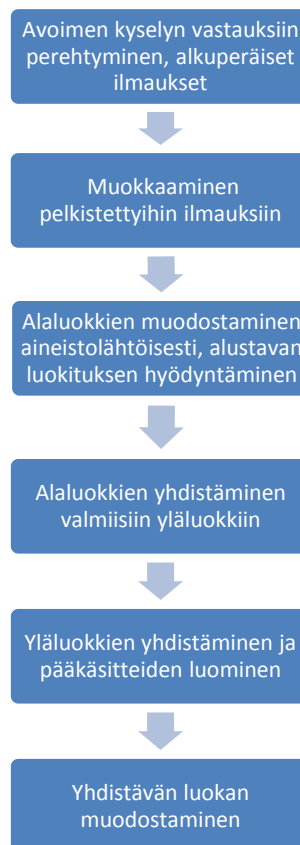 Avoimen kyselyn vastauksiin
perehtyminen, alkuperäiset
ilmaukset
Muokkaaminen
pelkistettyihin ilmauksiin
Alaluokkien muodostaminen
aineistolähtöisesti, alustavan
luokituksen hyödyntäminen
Alaluokkien yhdistäminen
valmiisiin yläluokkiin
Yläluokkien yhdistäminen ja
pääkäsitteiden luominen
Yhdistävän luokan
muodostaminen